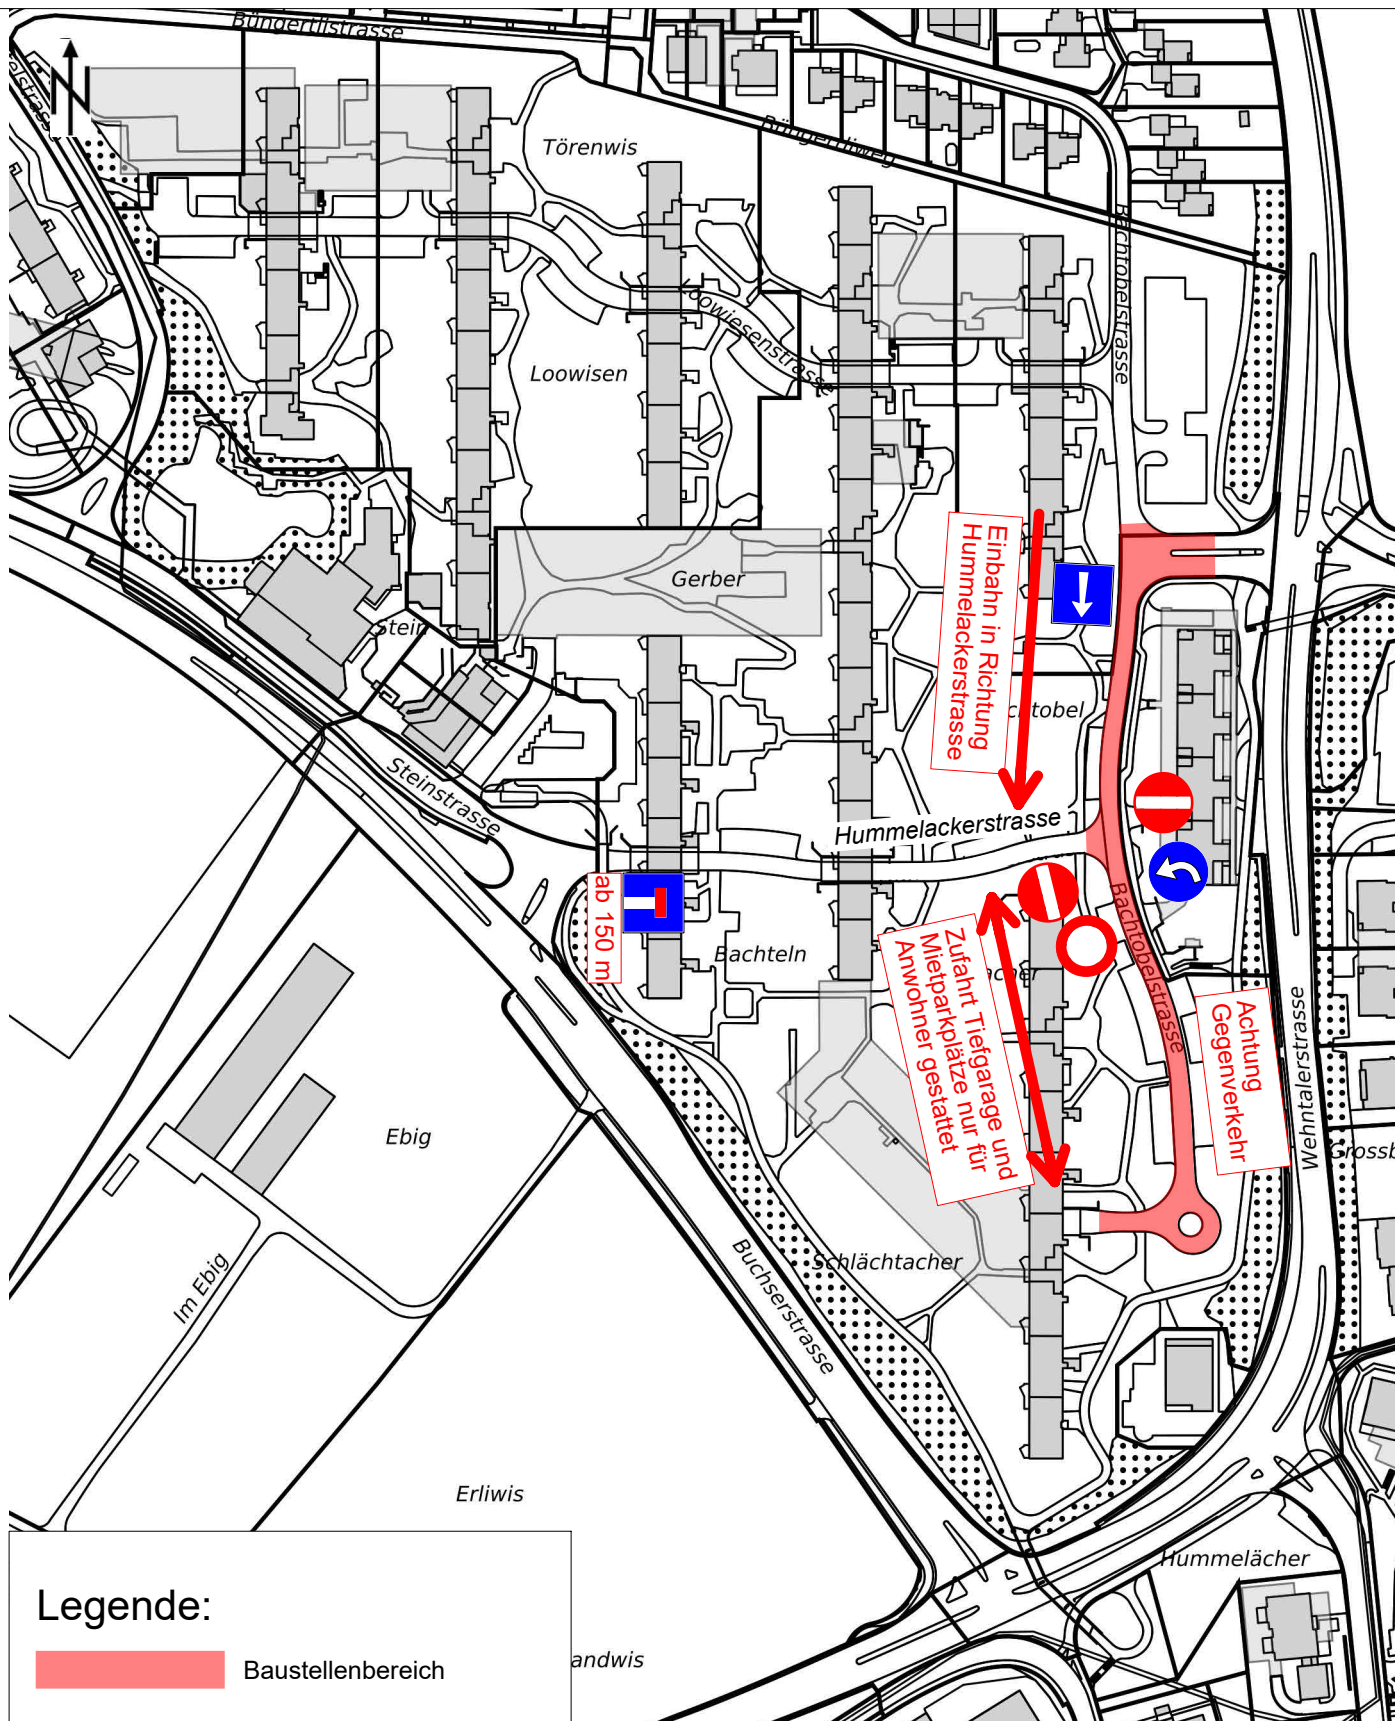 Büngertlistrasse
N
Törenwis
Büngertliweg
Bachtobelstrasse
Loowiesenstrasse
Loowisen
Einbahn in Richtung
Hummelackerstrasse
Gerber
Stein
Steinstrasse
Hummelackerstrasse
ab 150 m
Bachteln
Zufahrt Tiefgarage und
Mietparkplätze nur für
Anwohner gestattet
Bachtobelstrasse
Achtung
Gegenverkehr
Wehntalerstrasse
Ebig
Im Ebig
Schlächtacher
Buchserstrasse
Erliwis
Hummelächer
andwis
Legende:
Baustellenbereich